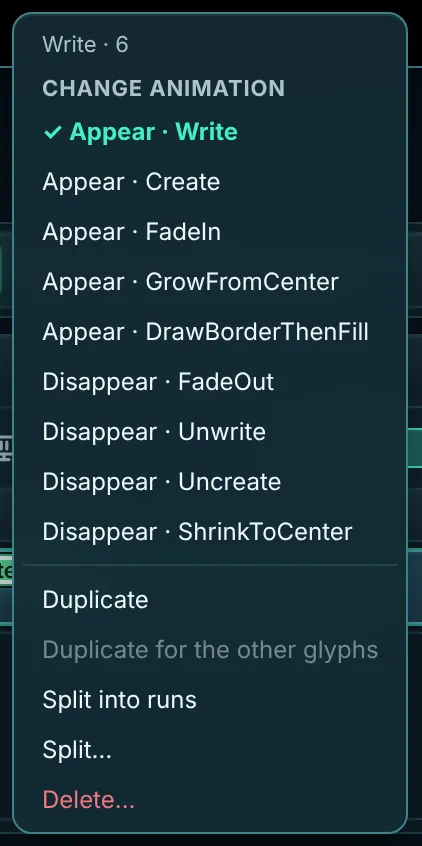 Write · 6
CHANGE ANIMATION
✓ Appear · Write
Appear · Create
Appear · FadeIn
Appear · GrowFromCenter
Appear · DrawBorderThenFill
Disappear · FadeOut
Disappear · Unwrite
Disappear · Uncreate
Disappear · ShrinkToCenter
te
Duplicate
Duplicate for the other glyphs
Split into runs
Split...
Delete...